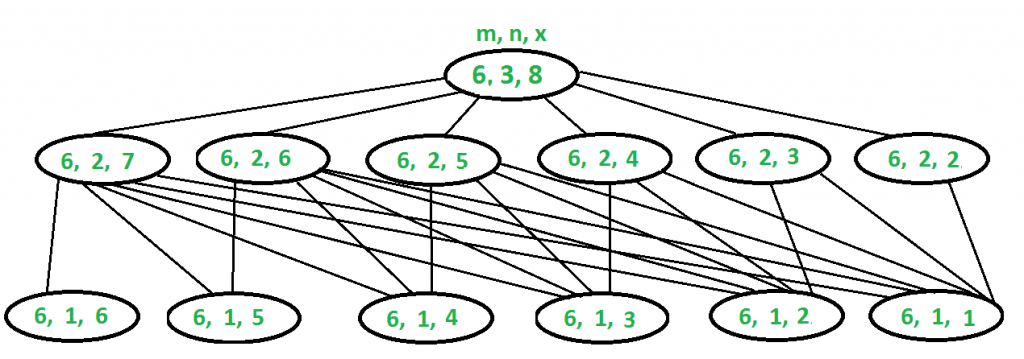 m, n, x
6, 3, 8
6, 2, 7
6, 2, 6
6, 2, 5
6, 2, 4
6, 2, 3
6, 2, 2
6, 1, 6
6, 1, 5
6, 1, 4
6, 1, 3
6, 1, 2
6, 1, 1